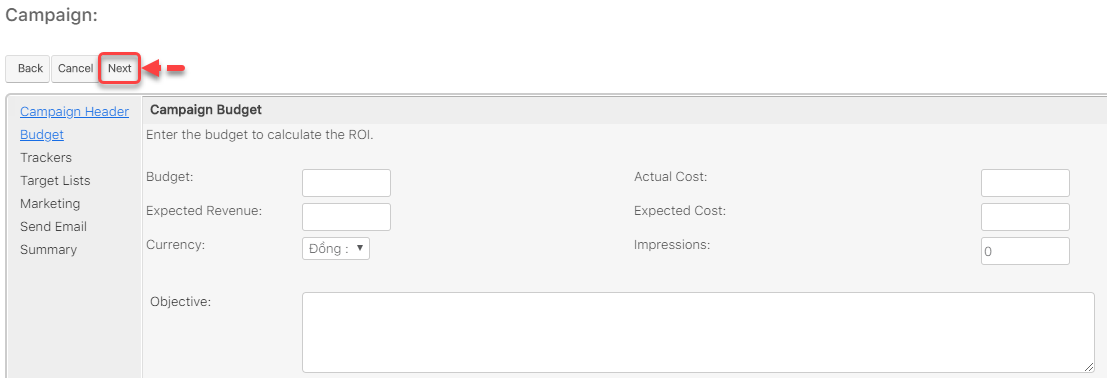 Campaign:
Back Cancel Next
Campaign Header
Budget
Trackers
Target Lists
Marketing
Send Email
Summary
Campaign Budget
Enter the budget to calculate the ROI.
Budget: Actual Cost:
Expected Revenue: Expected Cost:
Currency: Đồng : Impressions: 0
Objective: